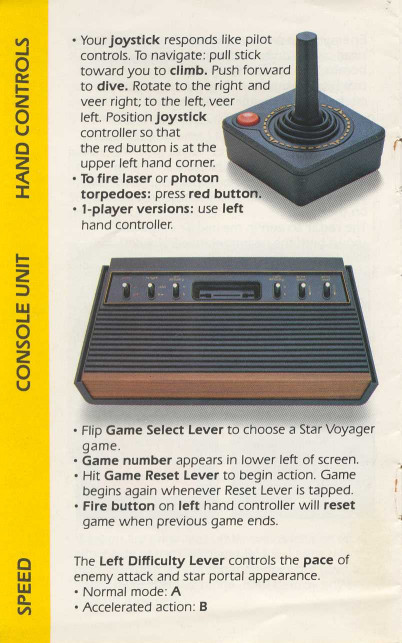 HAND CONTROLS
• Your joystick responds like pilot
controls. To navigate: pull stick
toward you to climb. Push forward
to dive. Rotate to the right and
veer right; to the left, veer
left. Position joystick
controller so that
the red button is at the
upper left hand corner.
• To fire laser or photon
torpedoes: press red button.
• 1-player versions: use left
hand controller.
CONSOLE UNIT
• Flip Game Select Lever to choose a Star Voyager
game.
• Game number appears in lower left of screen.
• Hit Game Reset Lever to begin action. Game
begins again whenever Reset Lever is tapped.
• Fire button on left hand controller will reset
game when previous game ends.
SPEED
The Left Difficulty Lever controls the pace of
enemy attack and star portal appearance.
• Normal mode: A
• Accelerated action: B